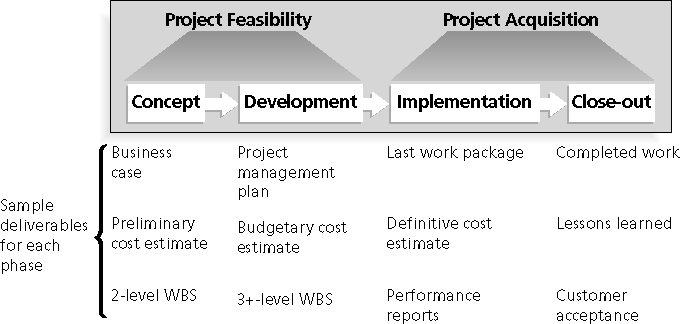 Project Feasibility
Project Acquisition
Concept
Development
Implementation
Close-out
Sample
deliverables
for each
phase
Business
case
Project
management
plan
Last work package
Completed work
Preliminary
cost estimate
Budgetary cost
estimate
Definitive cost
estimate
Lessons learned
2-level WBS
3+-level WBS
Performance
reports
Customer
acceptance